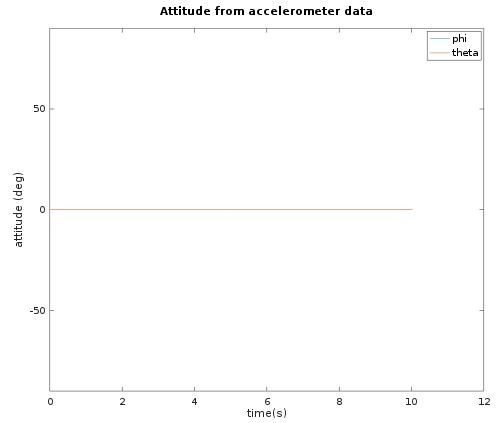 Attitude from accelerometer data
phi
theta
50
0
-50
attitude (deg)
0 2 4 6 8 10 12
time(s)